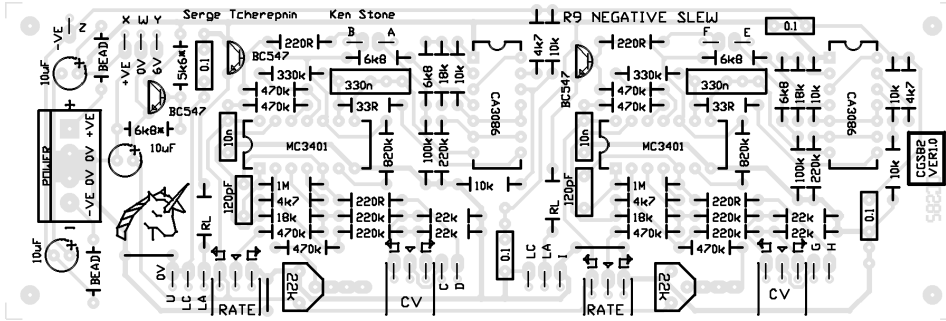 Serge Tcherepnin Ken Stone R9 NEGATIVE SLEW
-VE Z X W Y
+VE 0V 6V
10uF BEAD
5k6* 0.1 BC547
220R B A
6k8
330k 330n
470k
470k 33R
6k8 18k 10k
CA3086
4k7 10k
BC547
220R F E
6k8
0.1
330k 330n
470k
470k 33R
6k8 18k 10k
CA3086
10k 4k7
BC547
6k8*
10uF
POWER
+
+VE
0V
0V
-VE
10n MC3401 820k 100k 220k
10n MC3401 820k 100k 220k
10k
CGSB2
VER1.0
10k
120pF 1M
4k7 220R
18k 220k 22k
470k 220k 22k
470k
RL
120pF 1M
4k7 220R
18k 220k 22k
470k 220k 22k
470k
RL
0.1
0.1
10uF
BEAD
0V
U LC LA
RATE
22k
CV
C D
LC LA I
RATE
22k
CV
G H